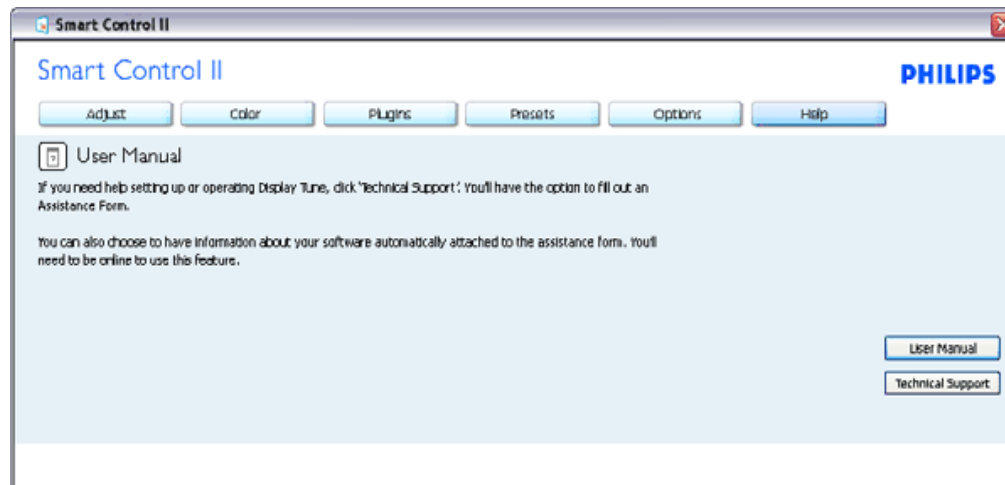 Smart Control II
Smart Control II
PHILIPS
Adjust Color Plugins Presets Options Help
User Manual
If you need help setting up or operating Display Tune, click 'Technical Support'. You'll have the option to fill out an
Assistance Form.
You can also choose to have information about your software automatically attached to the assistance form. You'll
need to be online to use this feature.
User Manual
Technical Support